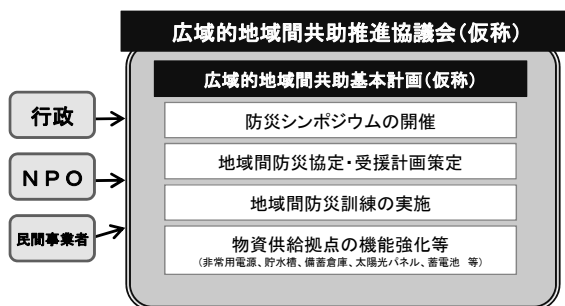 広域的地域間共助推進協議会(仮称)
広域的地域間共助基本計画(仮称)
行政
防災シンポジウムの開催
NPO
地域間防災協定・受援計画策定
民間事業者
地域間防災訓練の実施
物資供給拠点の機能強化等
(非常用電源、貯水槽、備蓄倉庫、太陽光パネル、蓄電池 等)